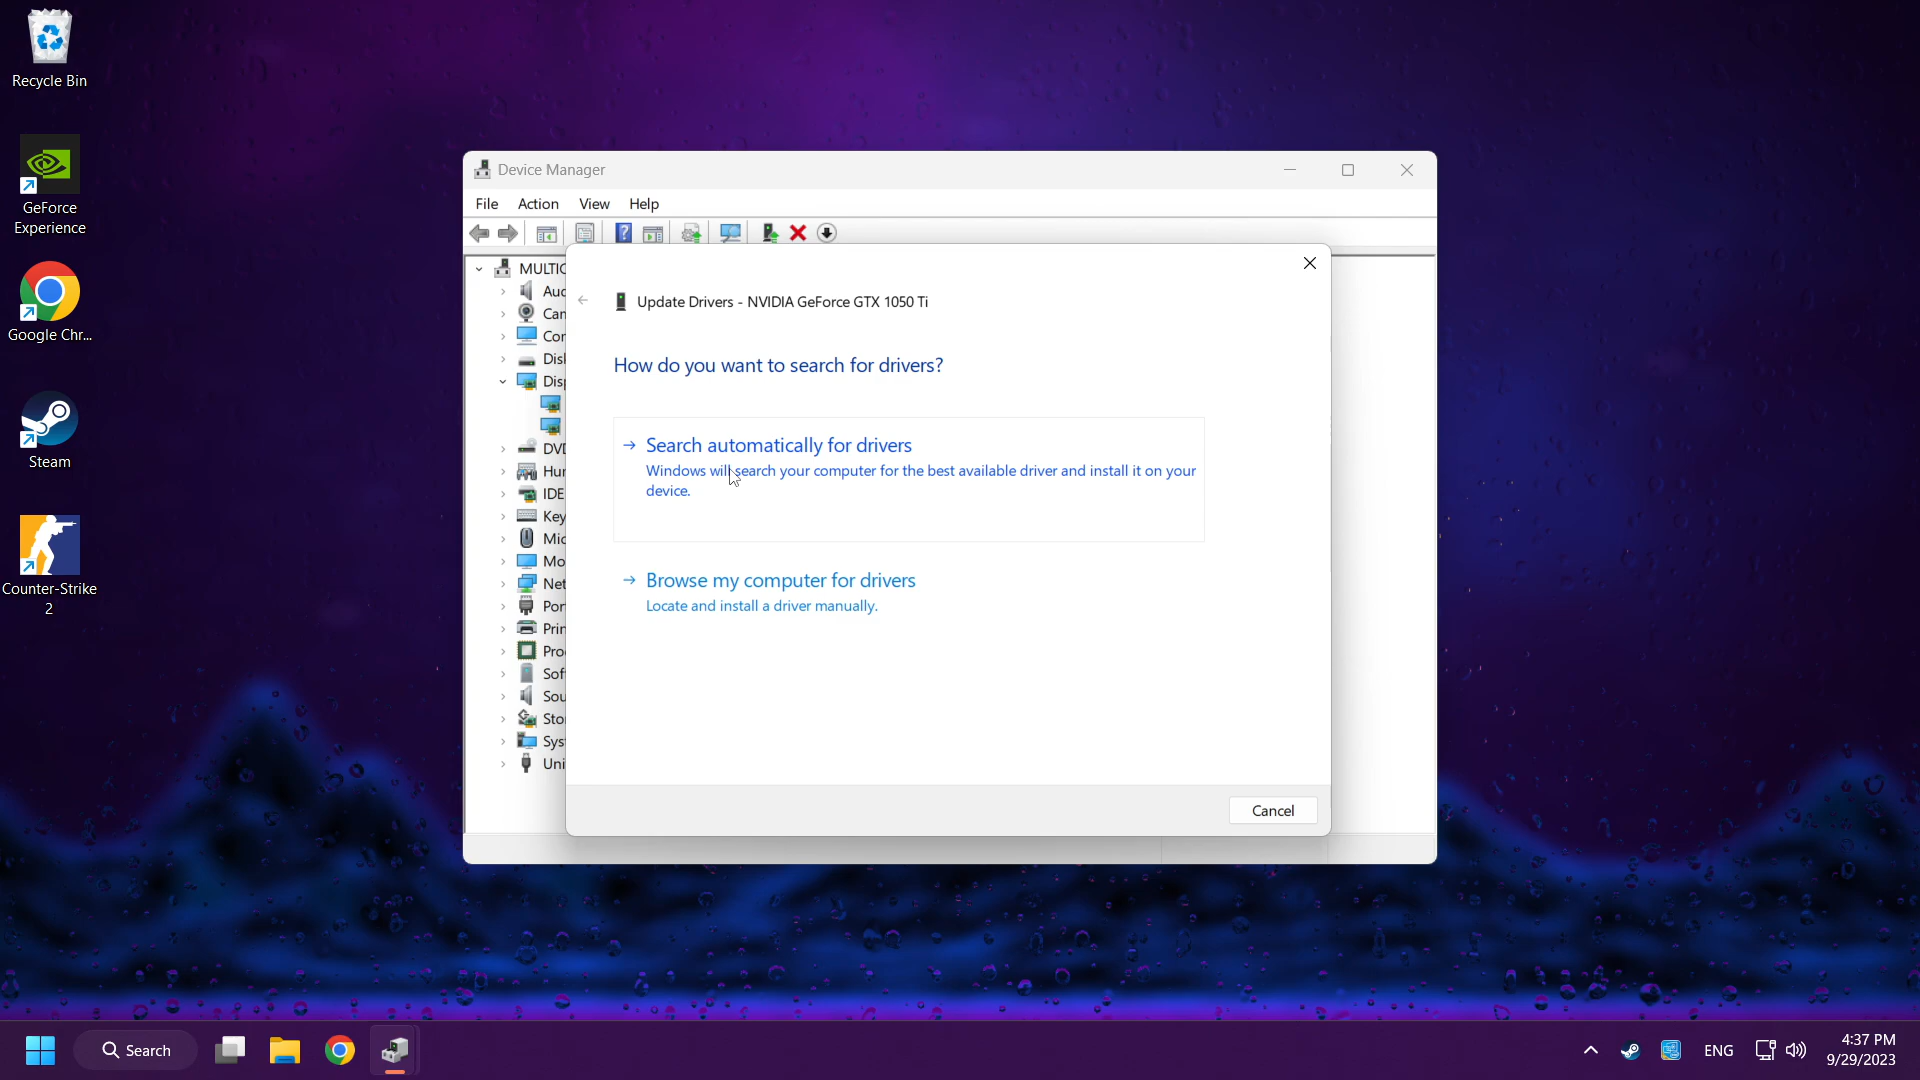 Recycle Bin
GeForce
Experience
Google Chr...
Steam
Counter-Strike
2
Device Manager
File Action View Help
MULTIC
Auc
Can
Con
Disk
Disp
DVD
Hur
IDE
Key
Mic
Mo
Net
Por
Prin
Proc
Sof
Sou
Sto
Sys
Uni
Update Drivers - NVIDIA GeForce GTX 1050 Ti
How do you want to search for drivers?
Search automatically for drivers
Windows will search your computer for the best available driver and install it on your
device.
Browse my computer for drivers
Locate and install a driver manually.
Cancel
Search
ENG
4:37 PM
9/29/2023